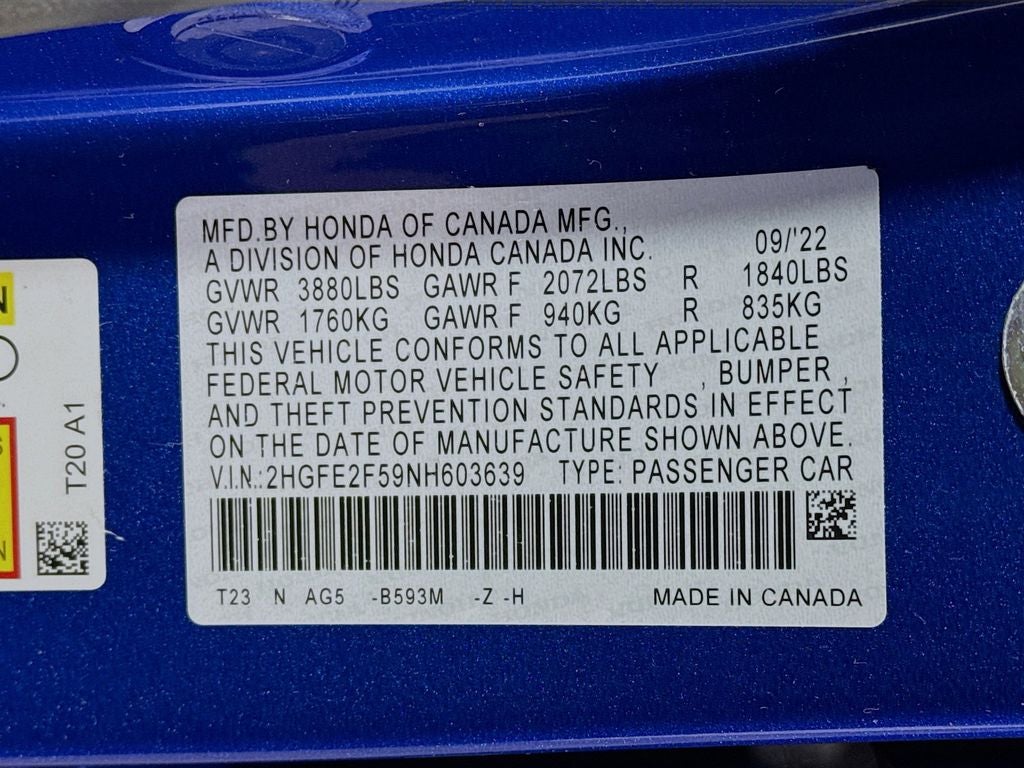 MFD.BY HONDA OF CANADA MFG.,
A DIVISION OF HONDA CANADA INC. 09/'22
GVWR 3880LBS GAWR F 2072LBS R 1840LBS
GVWR 1760KG GAWR F 940KG R 835KG
THIS VEHICLE CONFORMS TO ALL APPLICABLE
FEDERAL MOTOR VEHICLE SAFETY , BUMPER ,
AND THEFT PREVENTION STANDARDS IN EFFECT
ON THE DATE OF MANUFACTURE SHOWN ABOVE.
V.I.N.:2HGFE2F59NH603639 TYPE: PASSENGER CAR
T23 N AG5 -B593M -Z -H MADE IN CANADA
T20 A1